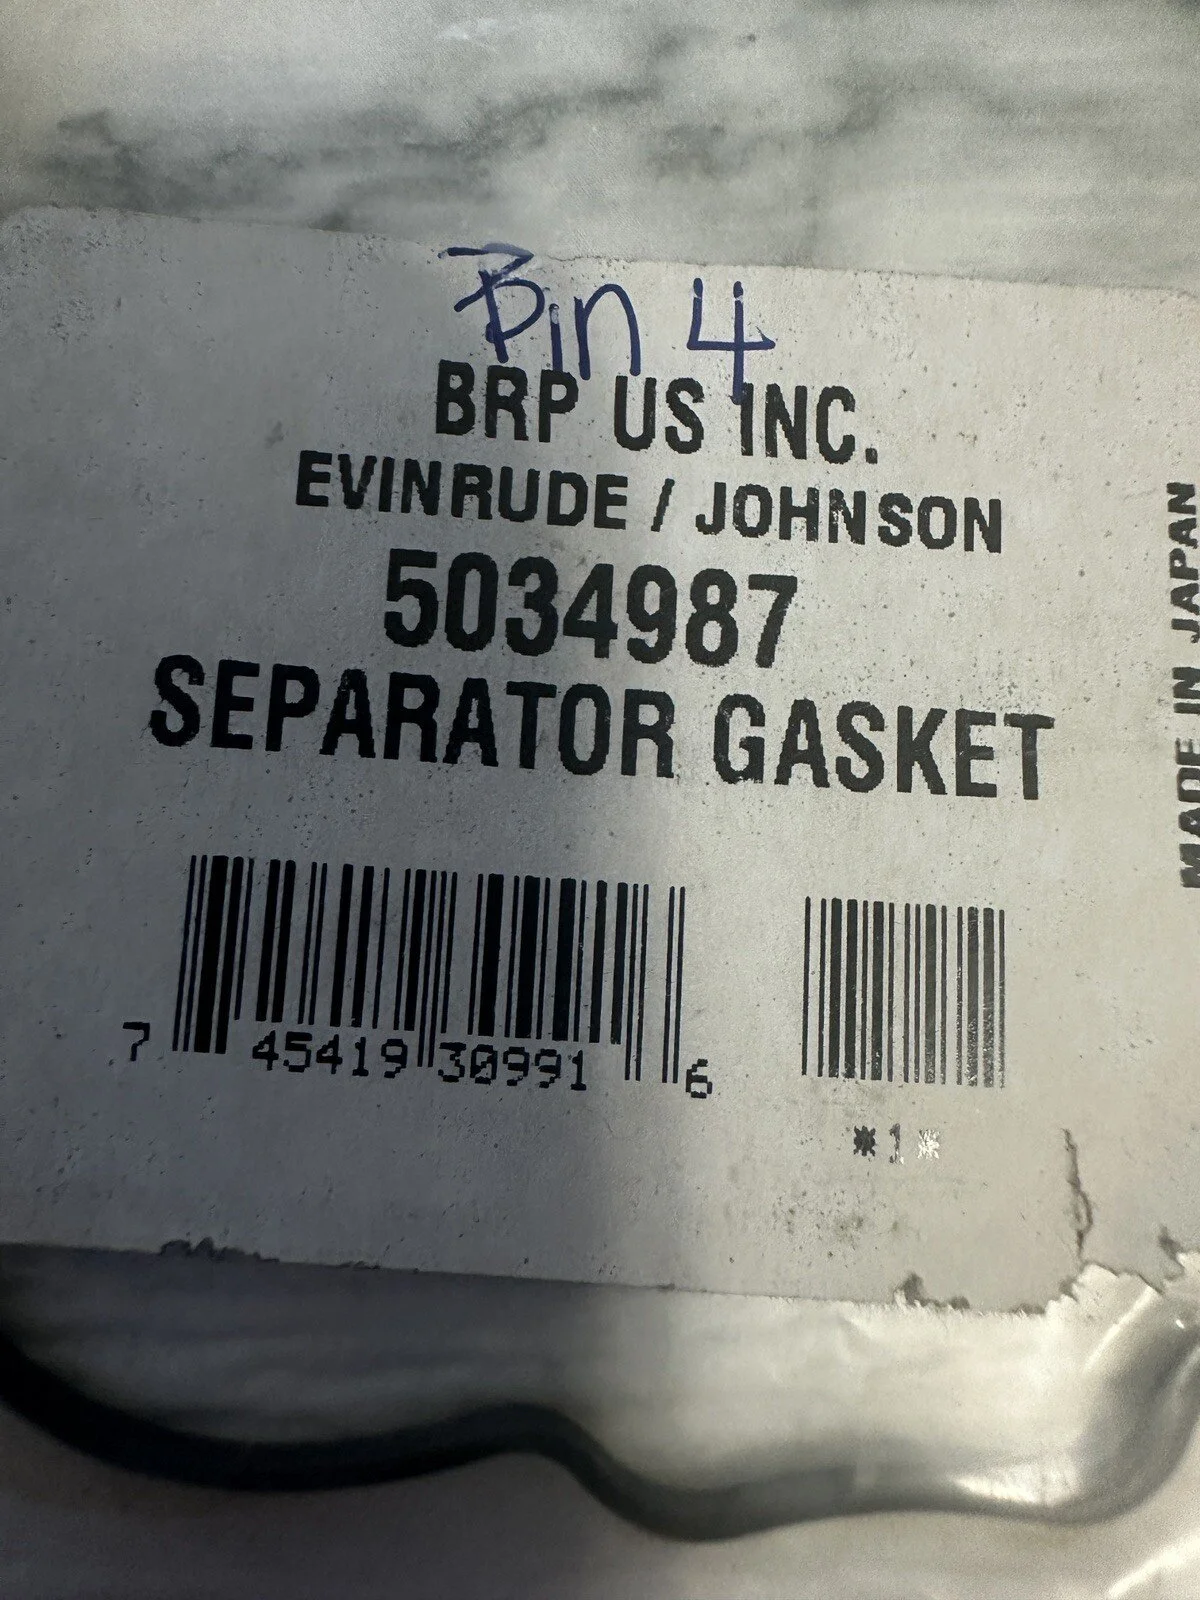 Bin 4
BRP US INC.
EVINRUDE / JOHNSON
5034987
SEPARATOR GASKET
7 45419 30991 6
*1*
MADE IN JAPAN